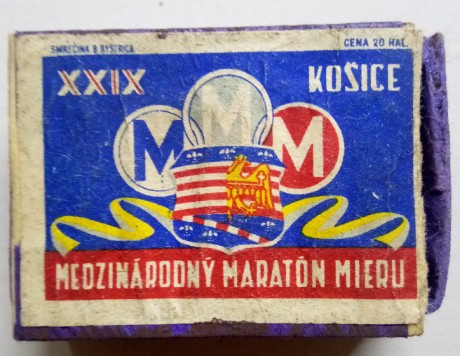 SMREČINA B BYSTRICA
CENA 20 HAL.
XXIX
KOŠICE
M M M
MEDZINÁRODNÝ MARATÓN MIERU